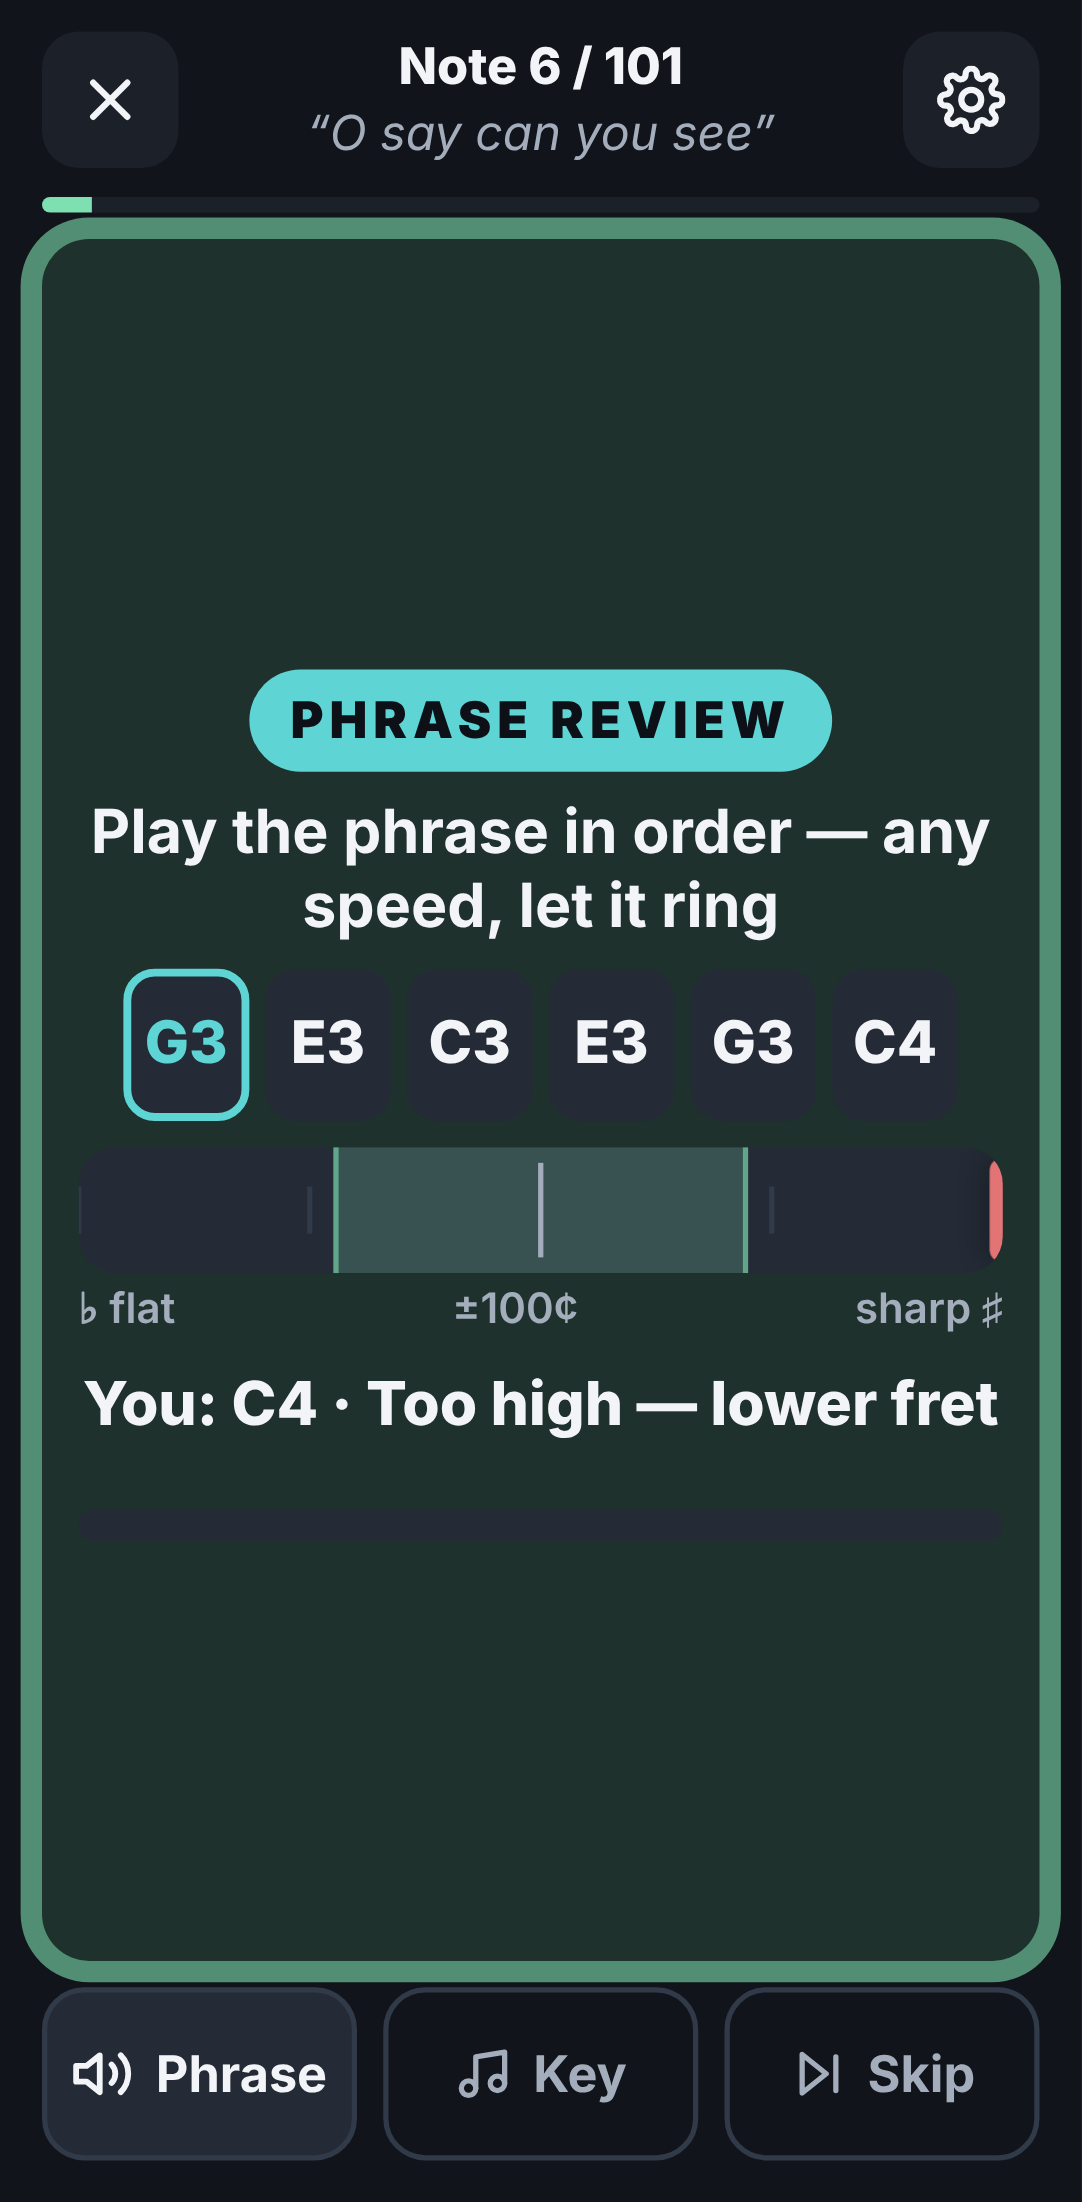 Note 6 / 101
“O say can you see”
PHRASE REVIEW
Play the phrase in order — any
speed, let it ring
G3 E3 C3 E3 G3 C4
♭ flat ±100¢ sharp ♯
You: C4 · Too high — lower fret
Phrase Key Skip